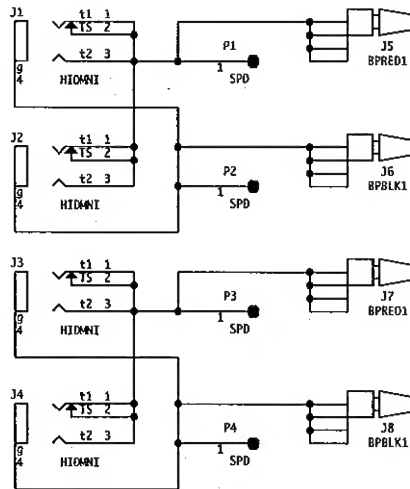 J1
t1 1
TS 2
t2 3
g
4
HIOMNI
P1
1
SPD
J5
BPRED1
J2
t1 1
TS 2
t2 3
g
4
HIOMNI
P2
1
SPD
J6
BPBLK1
J3
t1 1
TS 2
t2 3
g
4
HIOMNI
P3
1
SPD
J7
BPRED1
J4
t1 1
TS 2
t2 3
g
4
HIOMNI
P4
1
SPD
J8
BPBLK1